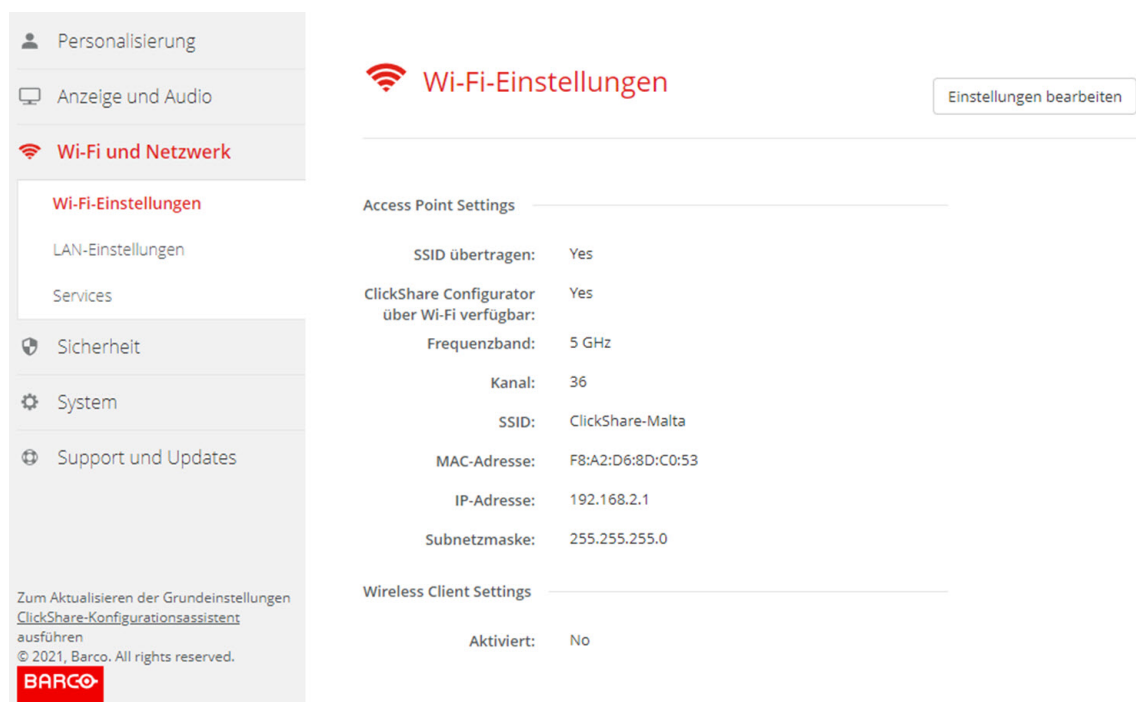 Personalisierung
Anzeige und Audio
Wi-Fi und Netzwerk
Wi-Fi-Einstellungen
LAN-Einstellungen
Services
Sicherheit
System
Support und Updates
Zum Aktualisieren der Grundeinstellungen
ClickShare-Konfigurationsassistent
ausführen
© 2021, Barco. All rights reserved.
BARCO
Wi-Fi-Einstellungen
Einstellungen bearbeiten
Access Point Settings
SSID übertragen: Yes
ClickShare Configurator Yes
über Wi-Fi verfügbar:
Frequenzband: 5 GHz
Kanal: 36
SSID: ClickShare-Malta
MAC-Adresse: F8:A2:D6:8D:C0:53
IP-Adresse: 192.168.2.1
Subnetzmaske: 255.255.255.0
Wireless Client Settings
Aktiviert: No